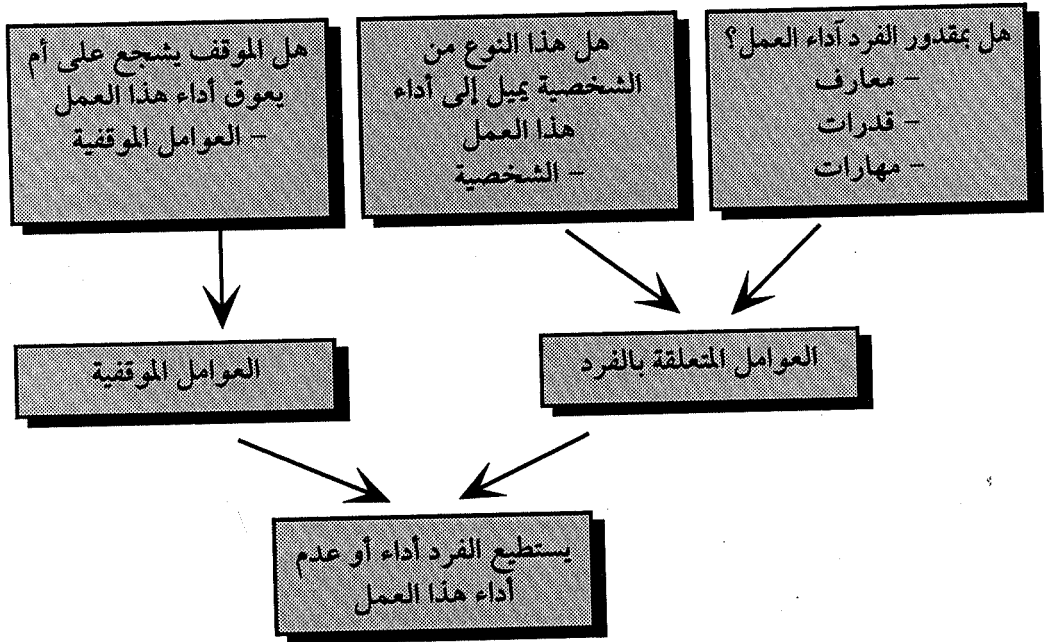 هل بمقدور الفرد آداء العمل؟
– معارف
– قدرات
– مهارات
هل هذا النوع من
الشخصية يميل إلى أداء
هذا العمل
– الشخصية
هل الموقف يشجع على أم
يعوق أداء هذا العمل
– العوامل الموقفية
العوامل المتعلقة بالفرد
العوامل الموقفية
يستطيع الفرد أداء أو عدم
أداء هذا العمل